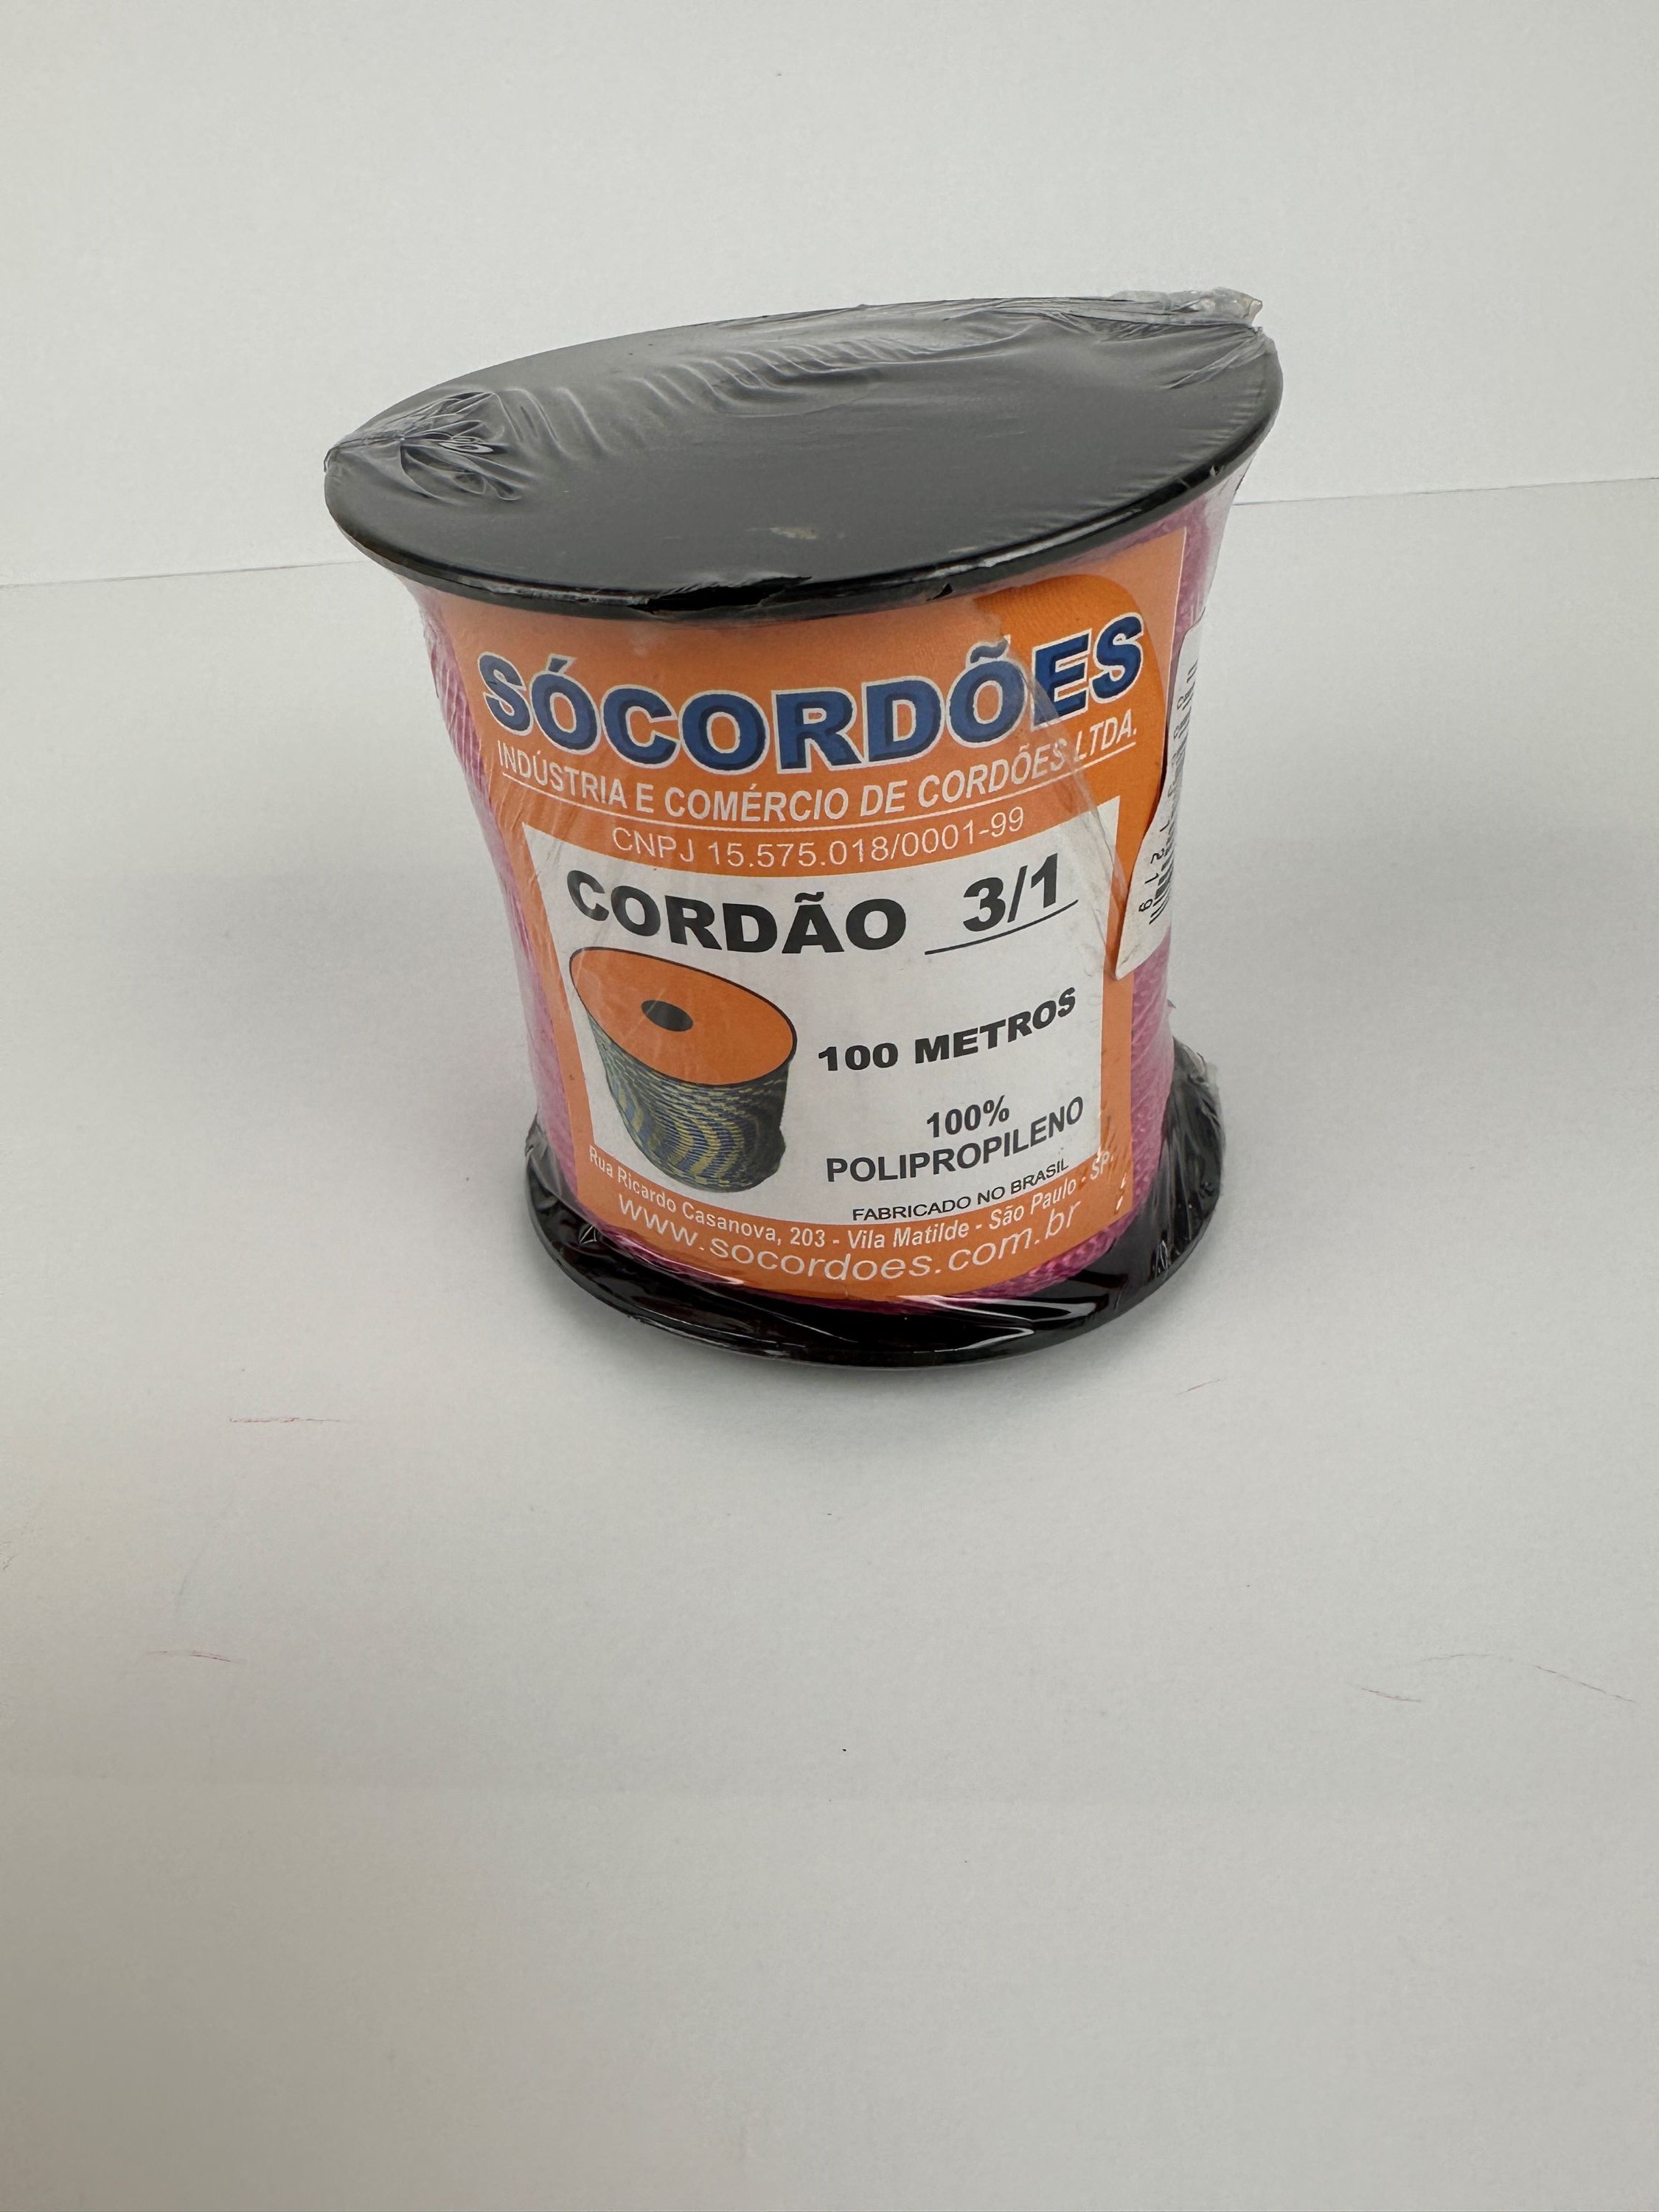 SÓCORDÕES
INDÚSTRIA E COMÉRCIO DE CORDÕES LTDA.
CNPJ 15.575.018/0001-99
CORDÃO 3/1
100 METROS
100%
POLIPROPILENO
FABRICADO NO BRASIL
Rua Ricardo Casanova, 203 - Vila Matilde - São Paulo - SP.
www.socordoes.com.br